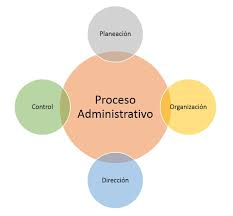 Planeación
Control
Proceso
Administrativo
Organización
Dirección